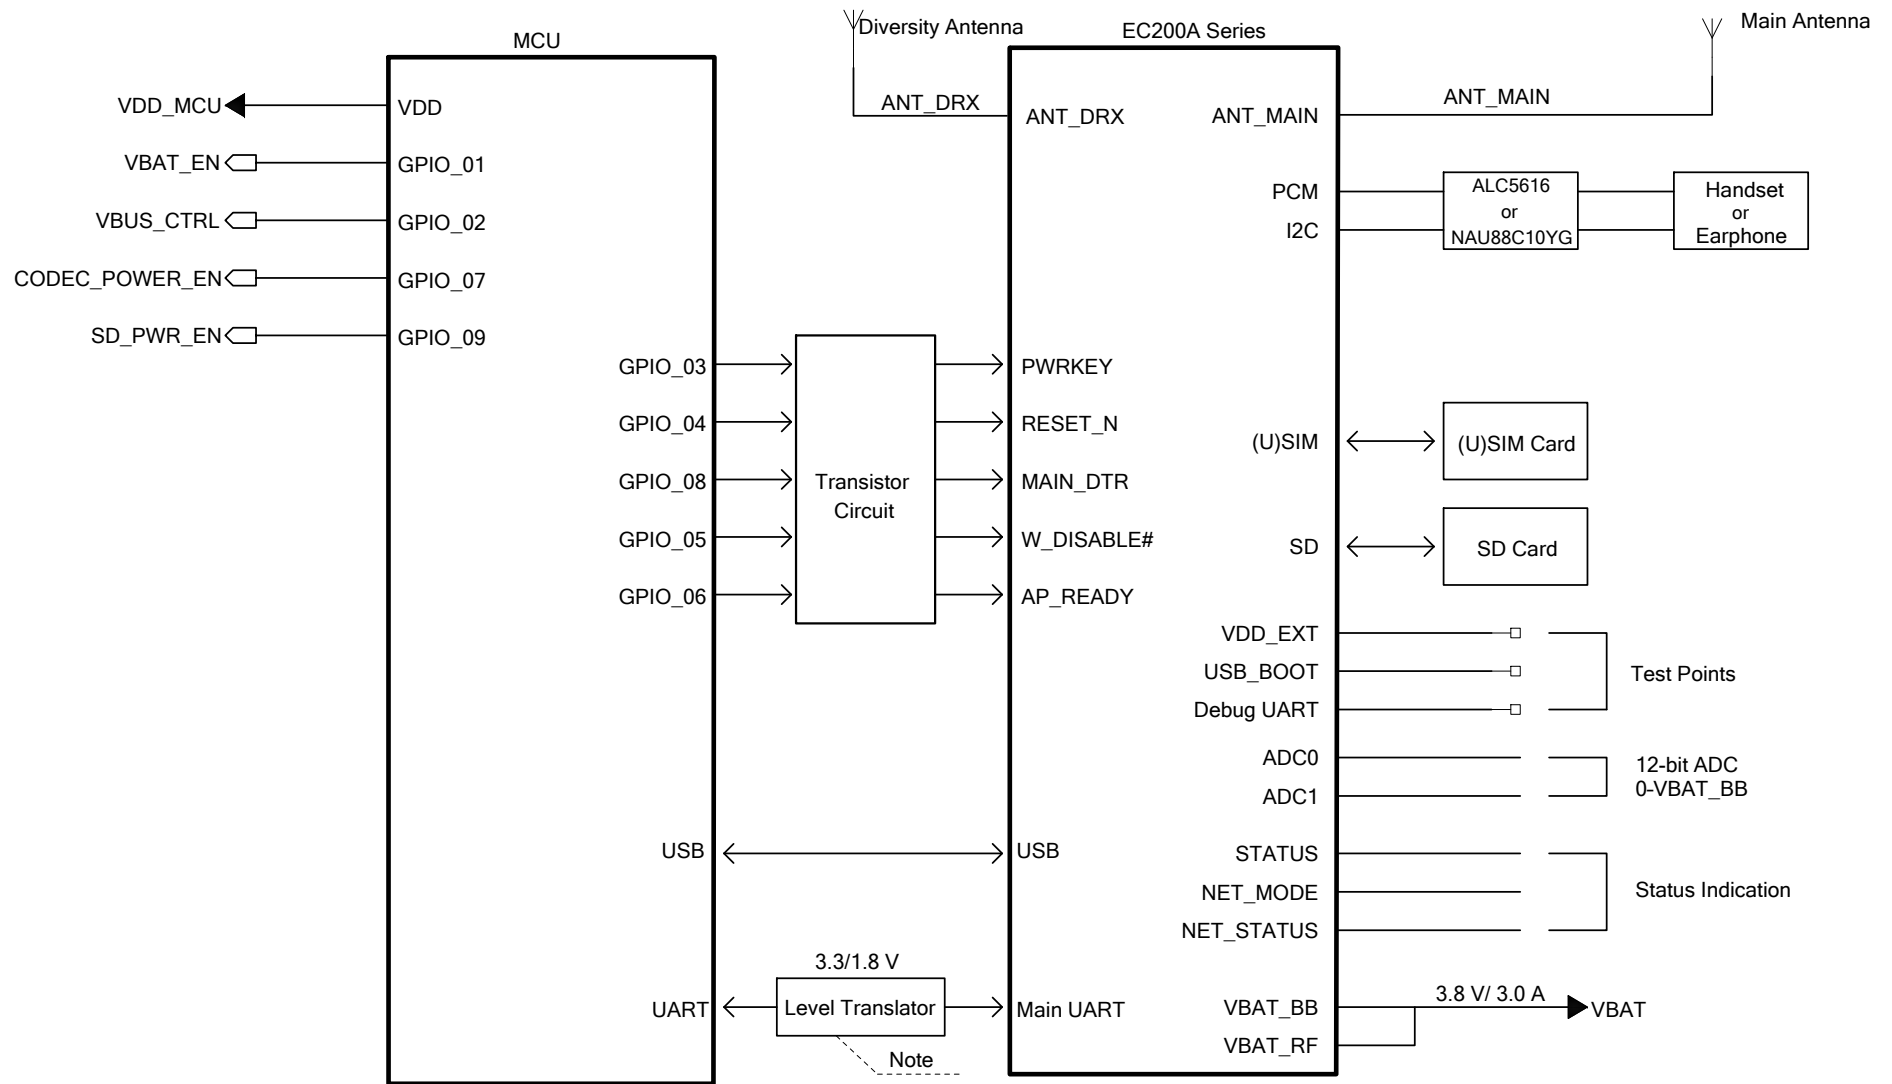 Diversity Antenna
Main Antenna
MCU
EC200A Series
VDD_MCU
VDD
ANT_DRX
ANT_DRX
ANT_MAIN
ANT_MAIN
VBAT_EN
GPIO_01
VBUS_CTRL
GPIO_02
CODEC_POWER_EN
GPIO_07
SD_PWR_EN
GPIO_09
PCM
I2C
ALC5616
or
NAU88C10YG
Handset
or
Earphone
GPIO_03
GPIO_04
GPIO_08
GPIO_05
GPIO_06
Transistor
Circuit
PWRKEY
RESET_N
MAIN_DTR
W_DISABLE#
AP_READY
(U)SIM
(U)SIM Card
SD
SD Card
VDD_EXT
USB_BOOT
Debug UART
Test Points
ADC0
ADC1
12-bit ADC
0-VBAT_BB
USB
USB
STATUS
NET_MODE
NET_STATUS
Status Indication
3.3/1.8 V
UART
Level Translator
Main UART
Note
VBAT_BB
VBAT_RF
3.8 V/ 3.0 A
VBAT